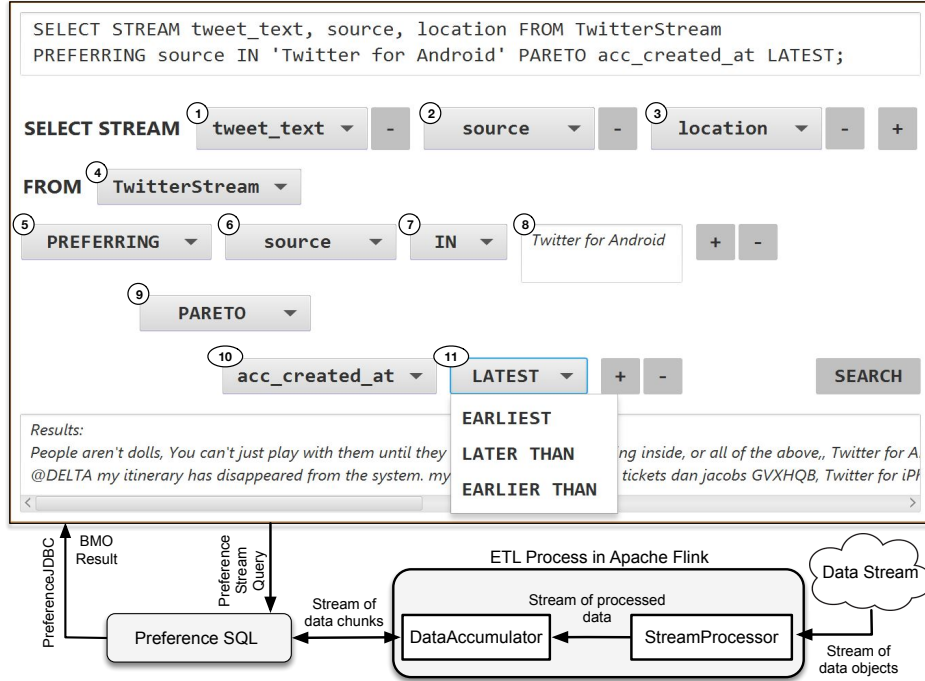 SELECT STREAM tweet_text, source, location FROM TwitterStream
PREFERRING source IN 'Twitter for Android' PARETO acc_created_at LATEST;
SELECT STREAM 1 tweet_text - 2 source - 3 location - +
FROM 4 TwitterStream
5 PREFERRING 6 source 7 IN 8 Twitter for Android + -
9 PARETO
10 acc_created_at 11 LATEST + - SEARCH
EARLIEST
LATER THAN
EARLIER THAN
Results:
People aren't dolls, You can't just play with them until they ng inside, or all of the above,, Twitter for A
@DELTA my itinerary has disappeared from the system. my tickets dan jacobs GVXHQB, Twitter for iPh
PreferenceJDBC
BMO
Result
Preference
Stream
Query
ETL Process in Apache Flink
Data Stream
Preference SQL
Stream of
data chunks
DataAccumulator
Stream of processed
data
StreamProcessor
Stream of
data objects